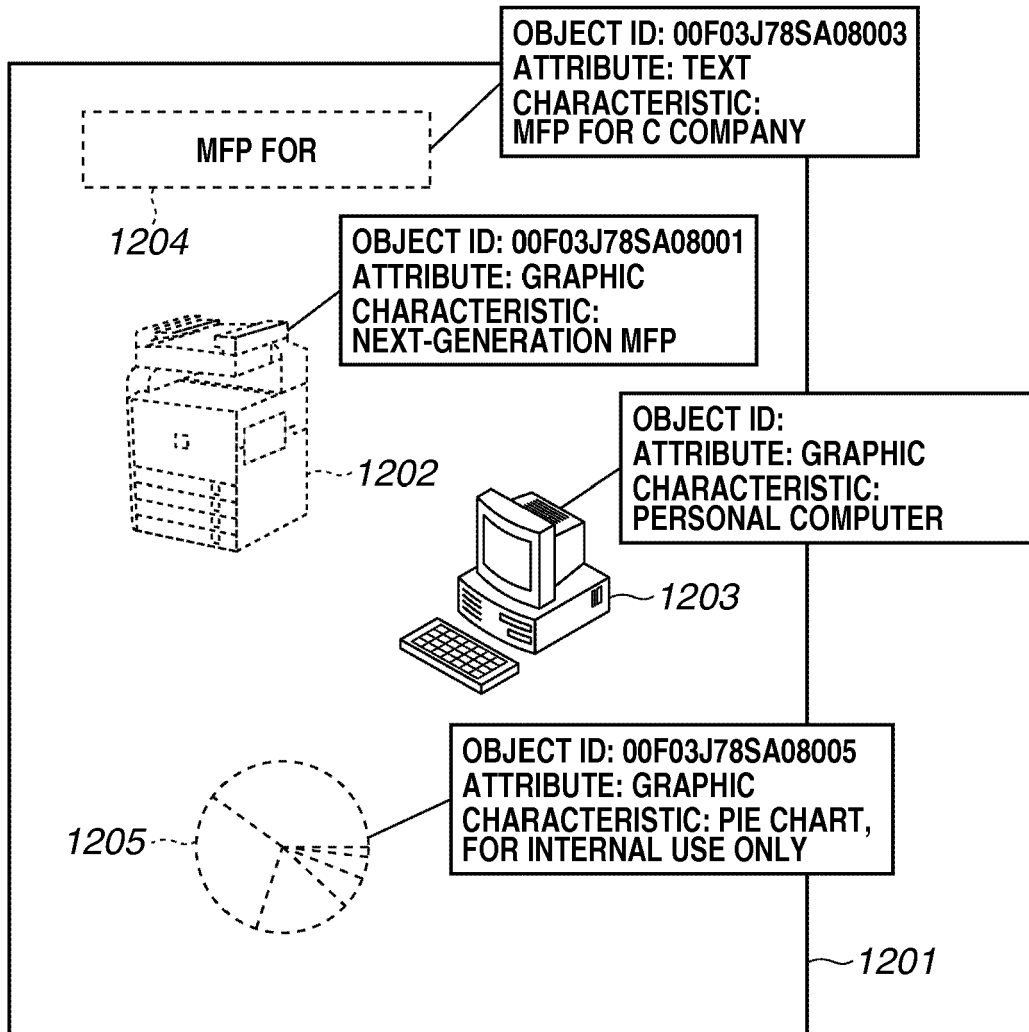 OBJECT ID: 00F03J78SA08003
ATTRIBUTE: TEXT
CHARACTERISTIC:
MFP FOR C COMPANY
MFP FOR
1204
OBJECT ID: 00F03J78SA08001
ATTRIBUTE: GRAPHIC
CHARACTERISTIC:
NEXT-GENERATION MFP
1202
OBJECT ID:
ATTRIBUTE: GRAPHIC
CHARACTERISTIC:
PERSONAL COMPUTER
1203
OBJECT ID: 00F03J78SA08005
ATTRIBUTE: GRAPHIC
CHARACTERISTIC: PIE CHART,
FOR INTERNAL USE ONLY
1205
1201